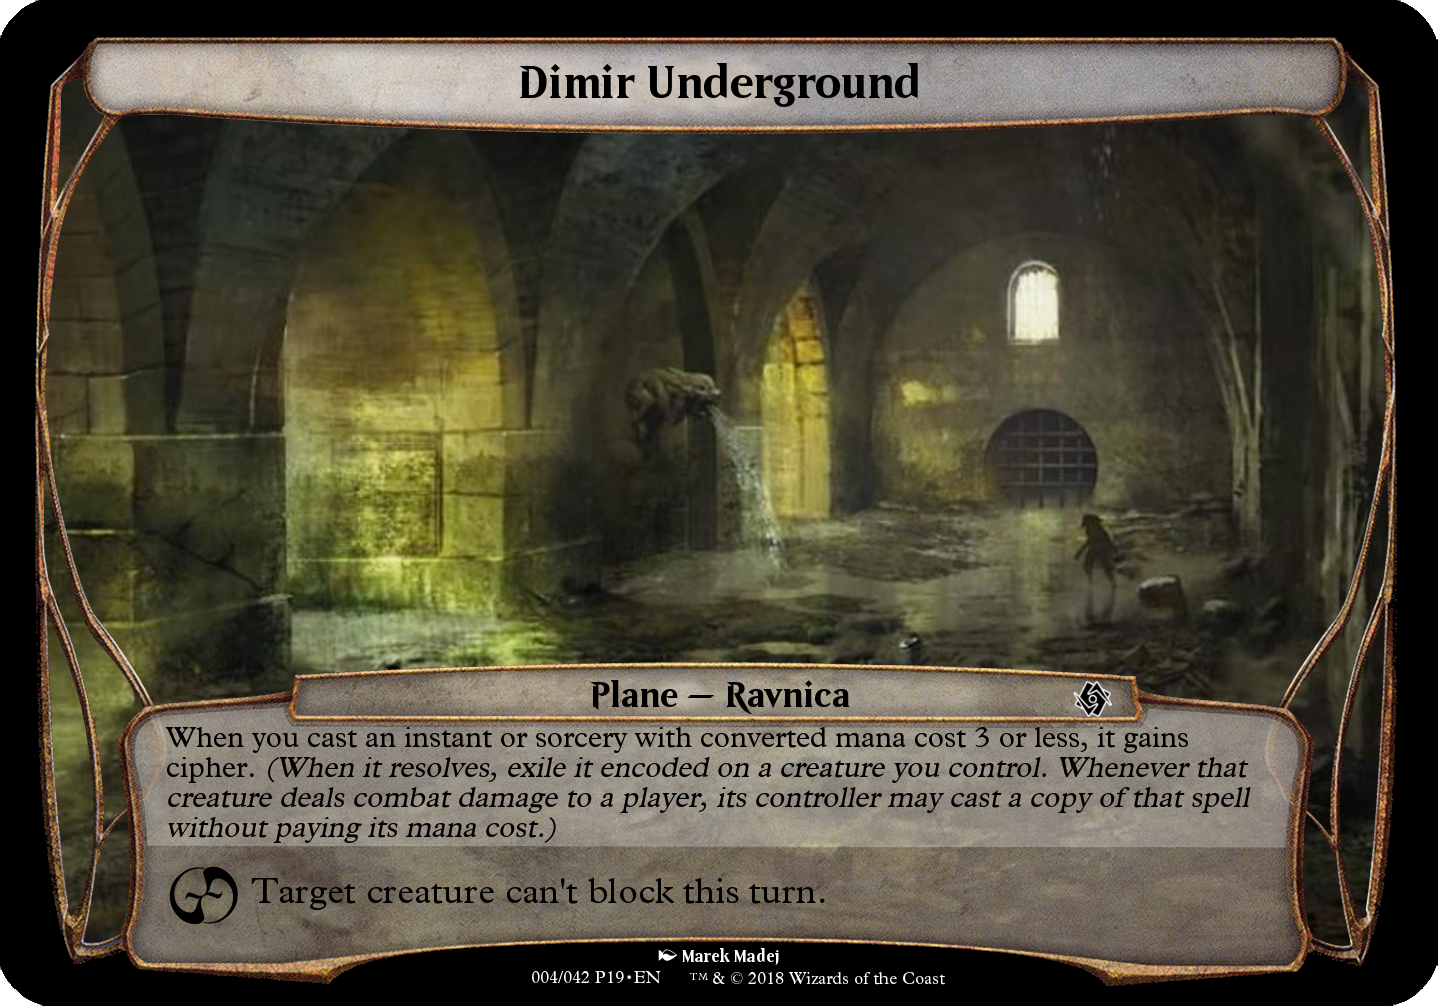 Dimir Underground
Plane — Ravnica
When you cast an instant or sorcery with converted mana cost 3 or less, it gains
cipher. (When it resolves, exile it encoded on a creature you control. Whenever that
creature deals combat damage to a player, its controller may cast a copy of that spell
without paying its mana cost.)
Target creature can't block this turn.
Marek Madej
004/042 P19•EN ™ & © 2018 Wizards of the Coast